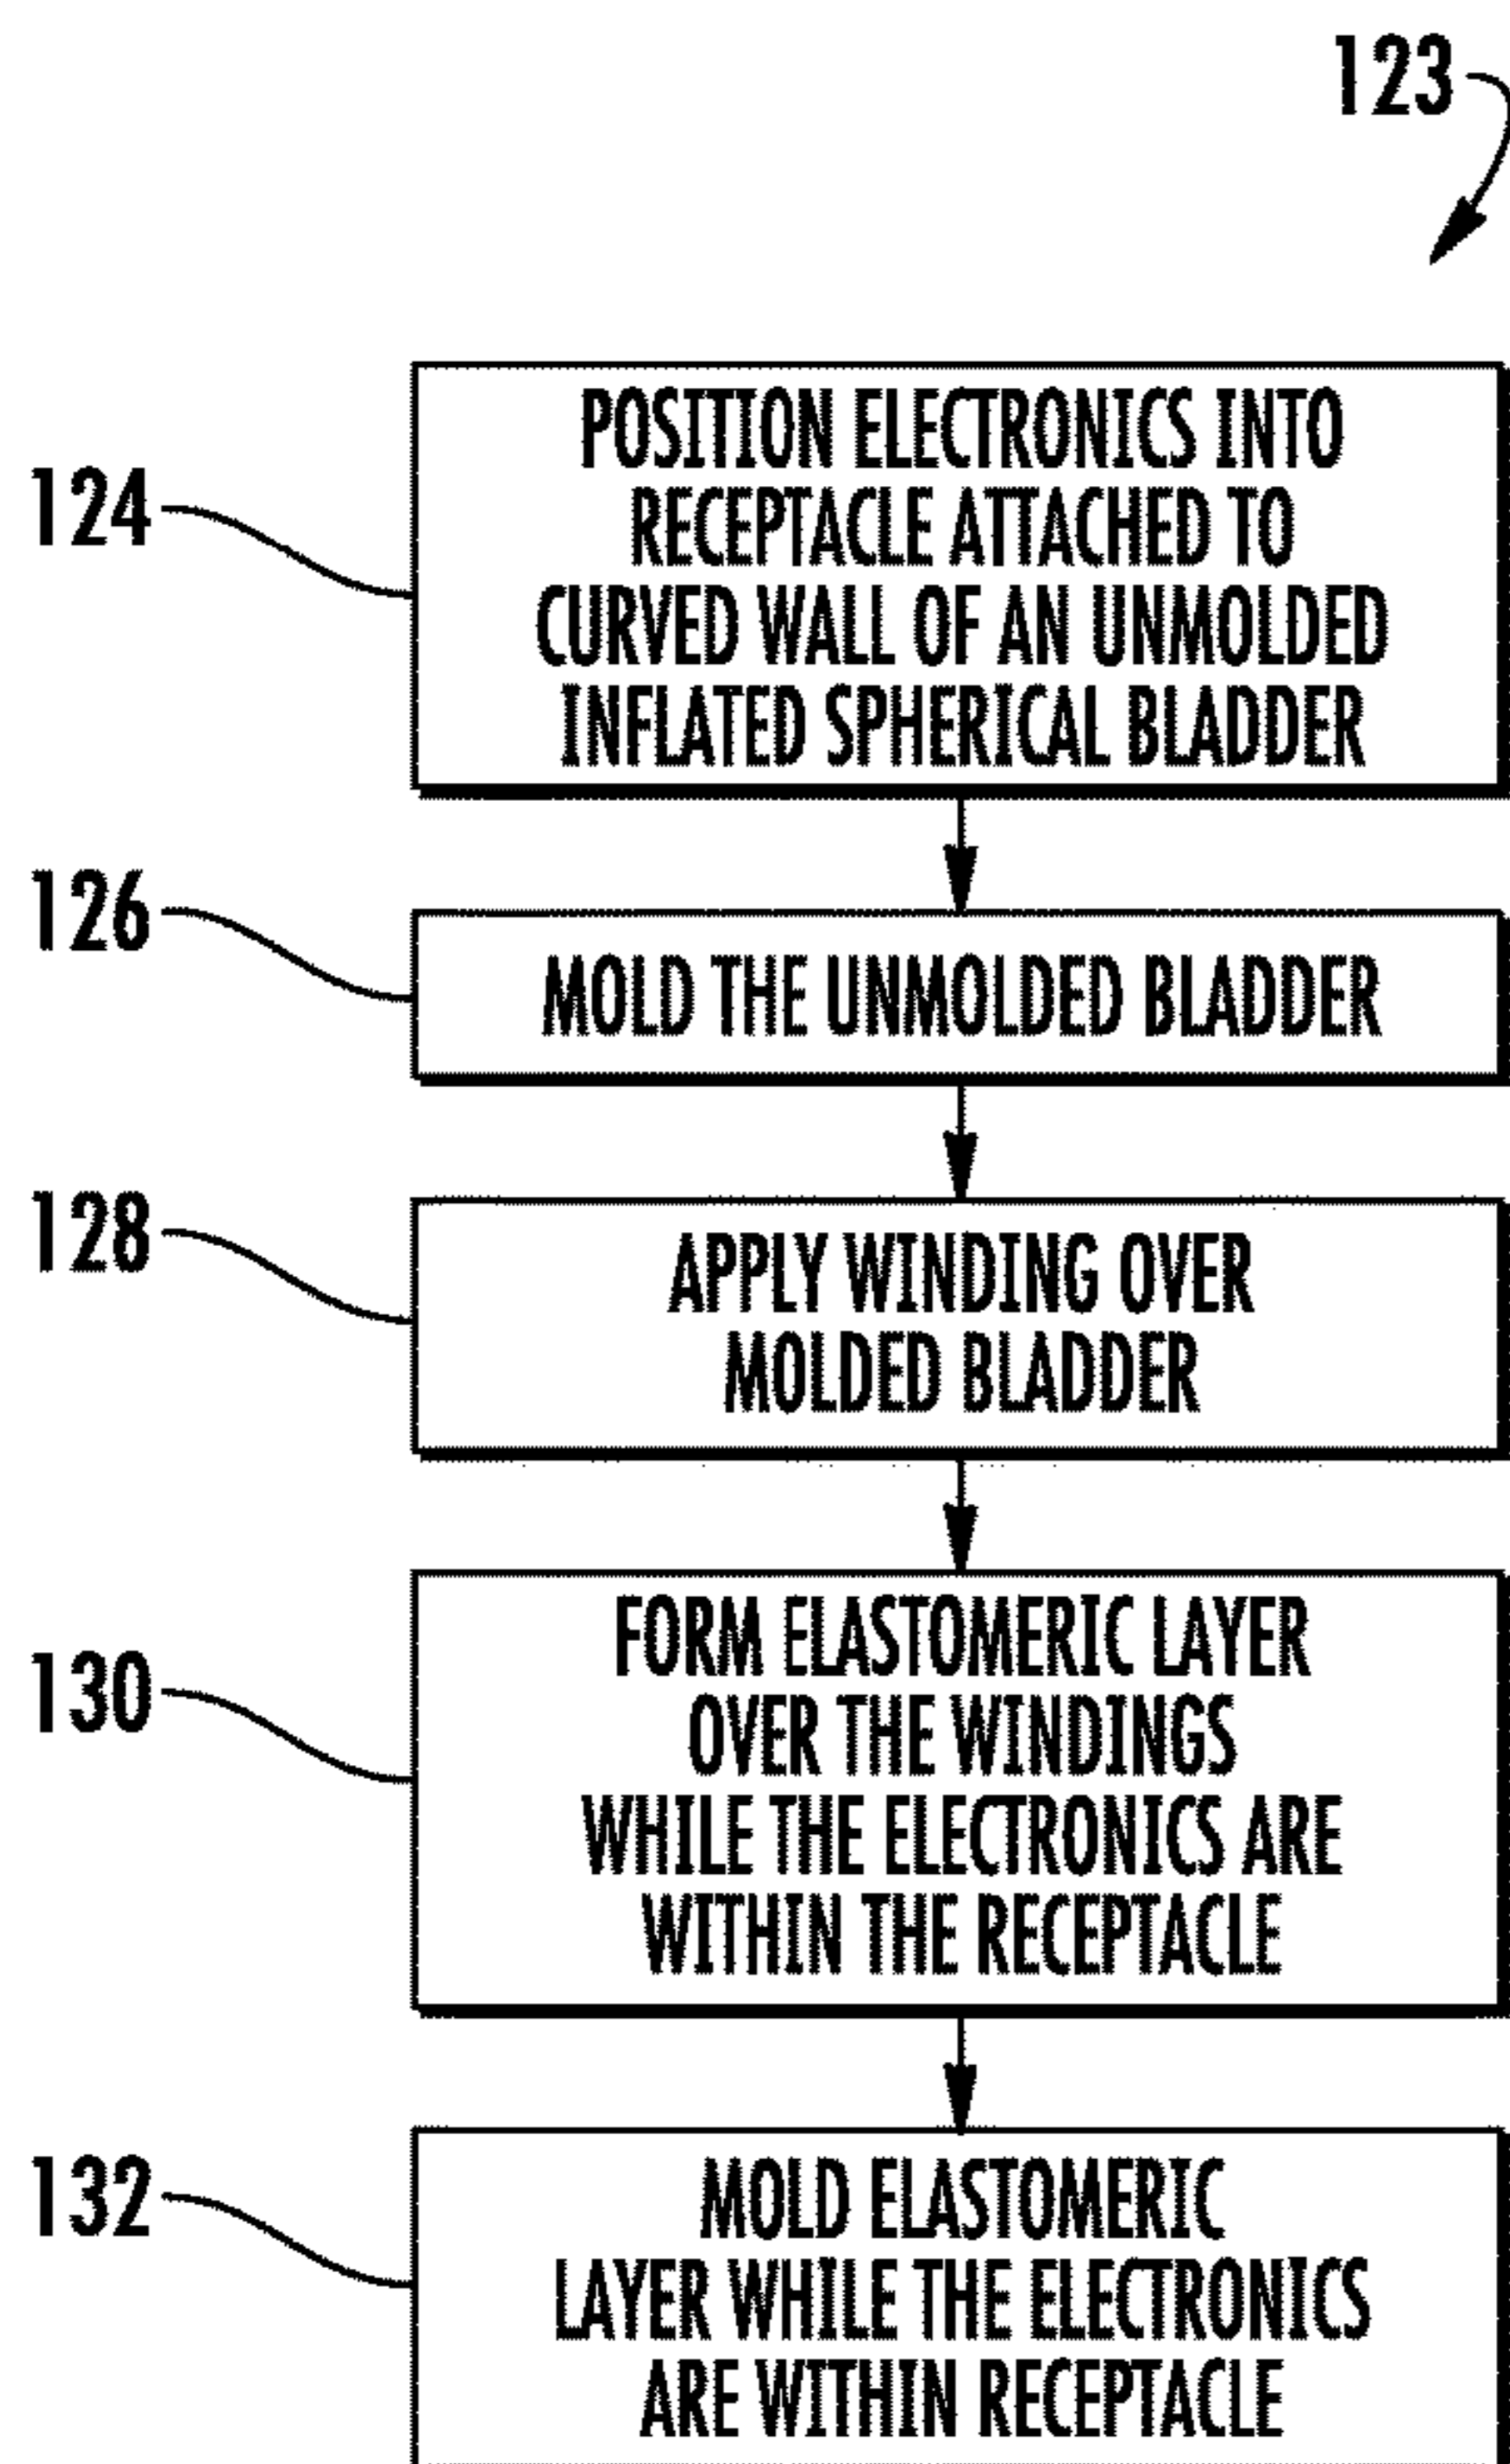 123
124
POSITION ELECTRONICS INTO
RECEPTACLE ATTACHED TO
CURVED WALL OF AN UNMOLDED
INFLATED SPHERICAL BLADDER
126
MOLD THE UNMOLDED BLADDER
128
APPLY WINDING OVER
MOLDED BLADDER
130
FORM ELASTOMERIC LAYER
OVER THE WINDINGS
WHILE THE ELECTRONICS ARE
WITHIN THE RECEPTACLE
132
MOLD ELASTOMERIC
LAYER WHILE THE ELECTRONICS
ARE WITHIN RECEPTACLE